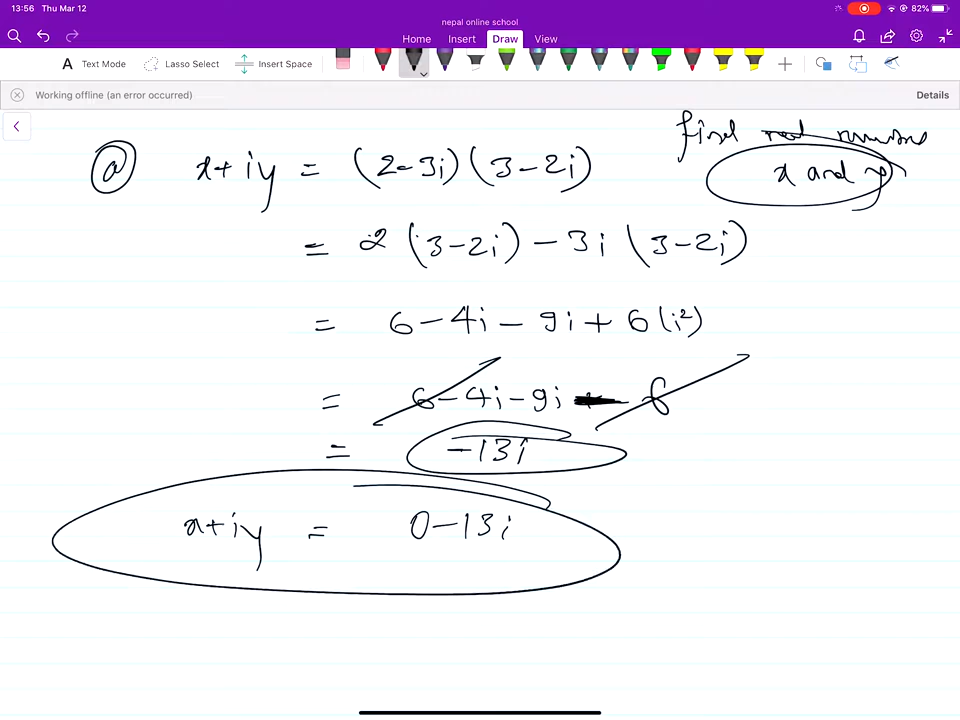 13:56 Thu Mar 12
82%
nepal online school
Home Insert Draw View
Text Mode Lasso Select Insert Space
Working offline (an error occurred) Details
find
x and y
a x + iy = (2-3i)(3-2i)
= 2 (3-2i) - 3i (3-2i)
= 6 - 4i - 9i + 6(i²)
= 6 - 4i - 9i - 6
= -13i
x + iy = 0 - 13i